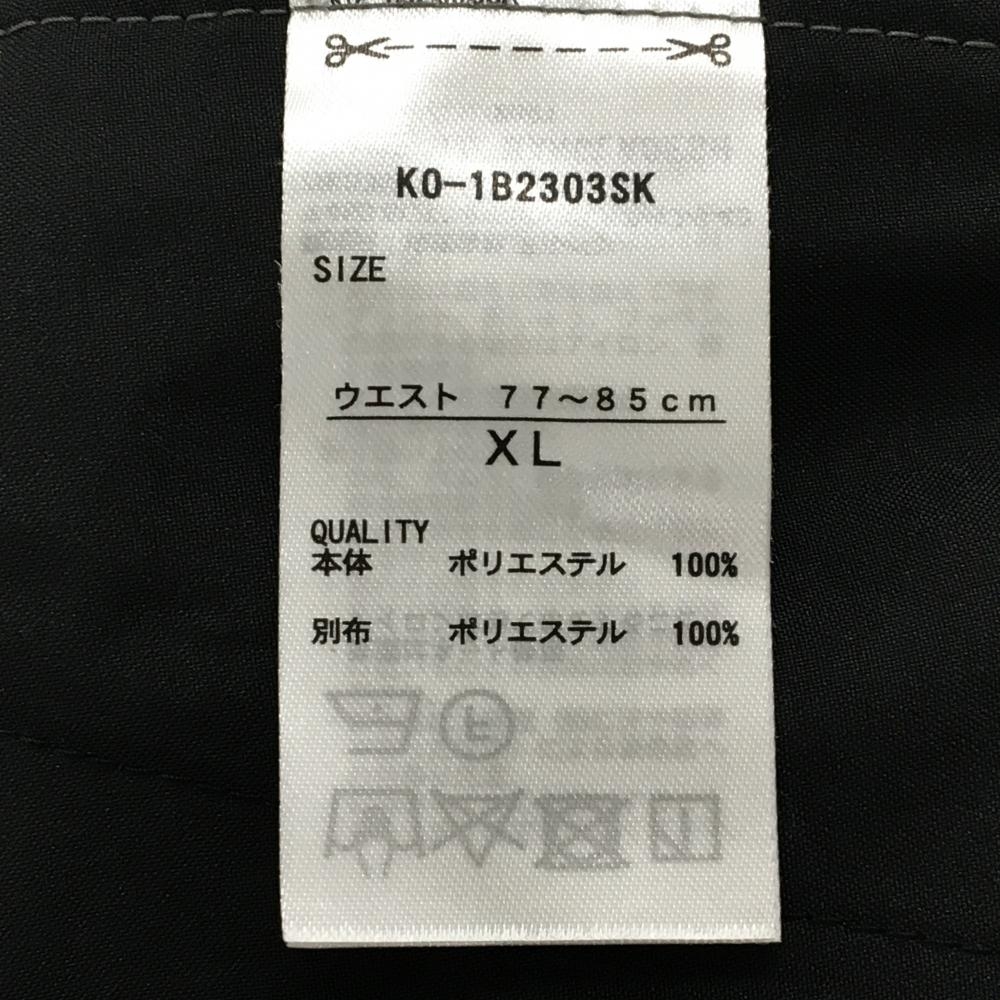 KO-1B2303SK
SIZE
ウエスト 77～85cm
XL
QUALITY
本体 ポリエステル 100%
別布 ポリエステル 100%